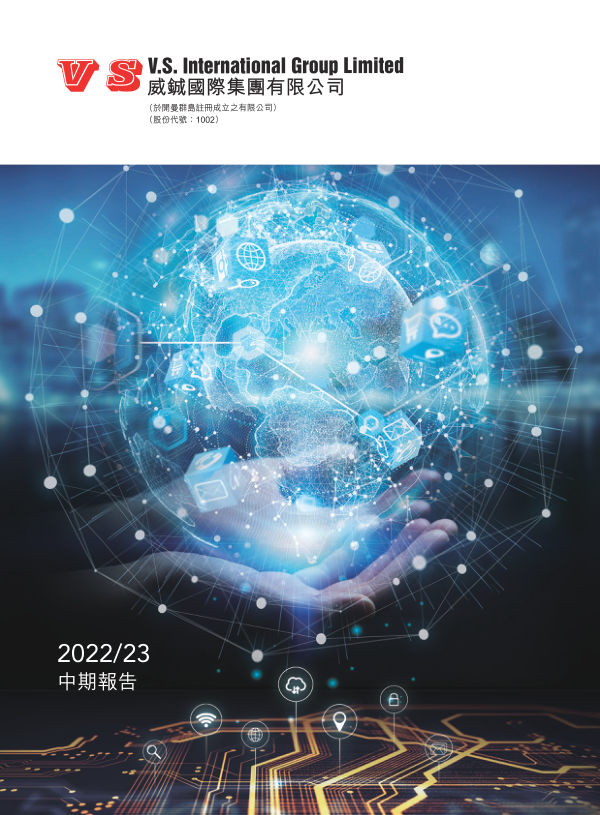 VS
V.S. International Group Limited
威鋮國際集團有限公司
（於開曼群島註冊成立之有限公司）
（股份代號：1002）
2022/23
中期報告